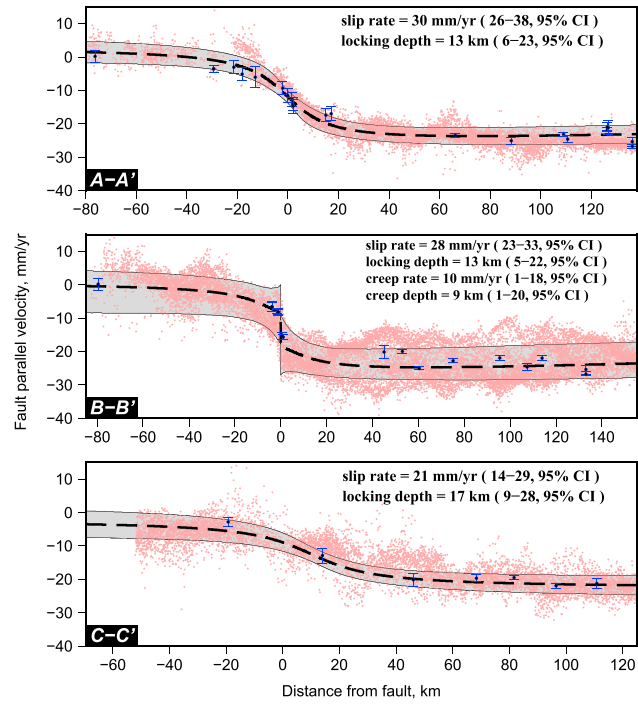 slip rate = 30 mm/yr ( 26−38, 95% CI )
locking depth = 13 km ( 6−23, 95% CI )
10
0
−10
−20
−30
−40
A−A'
−80 −60 −40 −20 0 20 40 60 80 100 120
slip rate = 28 mm/yr ( 23−33, 95% CI )
locking depth = 13 km ( 5−22, 95% CI )
creep rate = 10 mm/yr ( 1−18, 95% CI )
creep depth = 9 km ( 1−20, 95% CI )
Fault parallel velocity, mm/yr
10
0
−10
−20
−30
−40
B−B'
−80 −60 −40 −20 0 20 40 60 80 100 120 140
slip rate = 21 mm/yr ( 14−29, 95% CI )
locking depth = 17 km ( 9−28, 95% CI )
10
0
−10
−20
−30
−40
C−C'
−60 −40 −20 0 20 40 60 80 100 120
Distance from fault, km